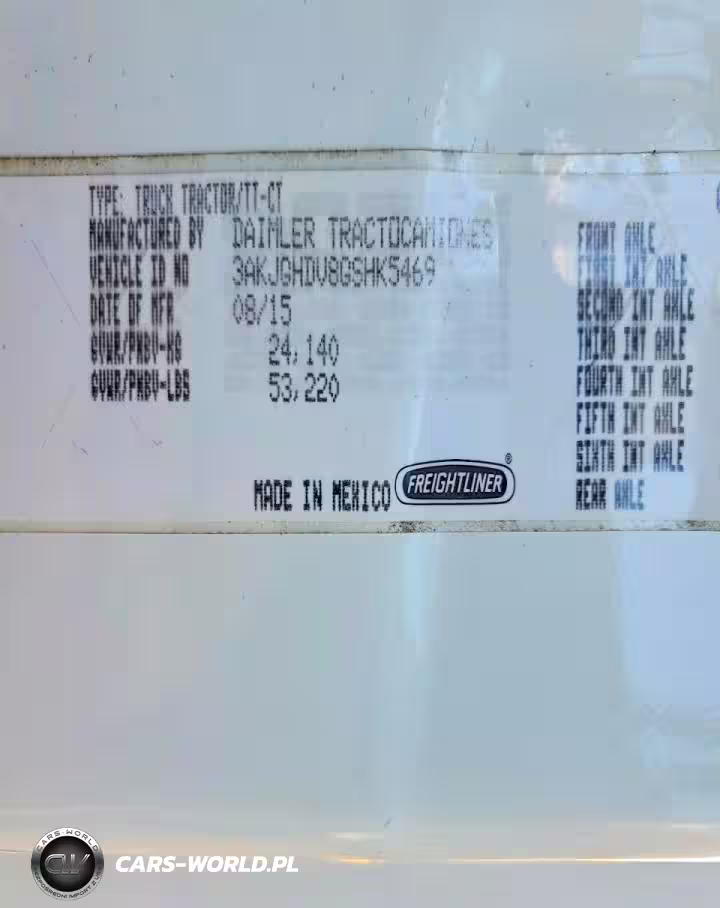 TYPE: TRUCK TRACTOR/TT-CT
MANUFACTURED BY DAIMLER TRACTOCAMIONES
VEHICLE ID NO 3AKJGHDV8GSHK5469
DATE OF MFR 08/15
GVWR/PNBV-KG 24,140
GVWR/PNBV-LBS 53,220
MADE IN MEXICO FREIGHTLINER®
FRONT AXLE
FIRST INT AXLE
SECOND INT AXLE
THIRD INT AXLE
FOURTH INT AXLE
FIFTH INT AXLE
SIXTH INT AXLE
REAR AXLE
CARS-WORLD
CW
CARS-WORLD.PL